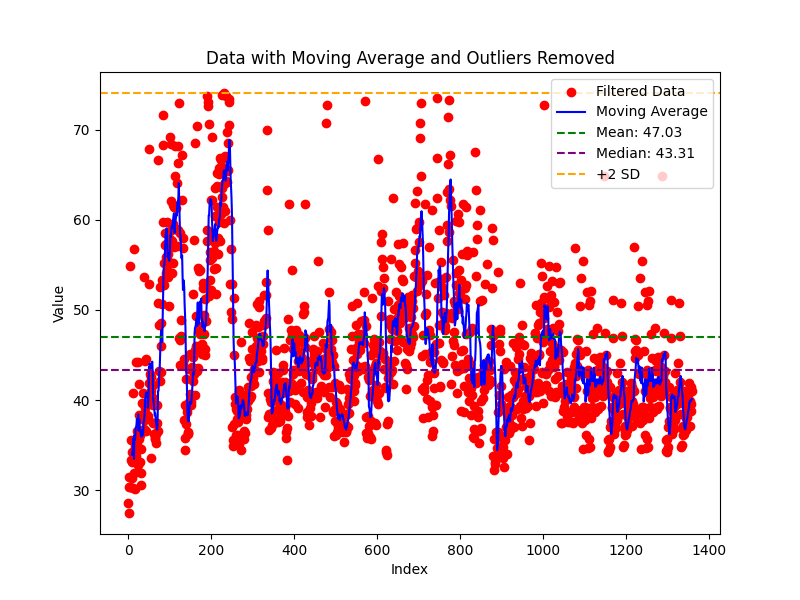 Data with Moving Average and Outliers Removed
Filtered Data
Moving Average
Mean: 47.03
Median: 43.31
+2 SD
Value
70
60
50
40
30
0 200 400 600 800 1000 1200 1400
Index